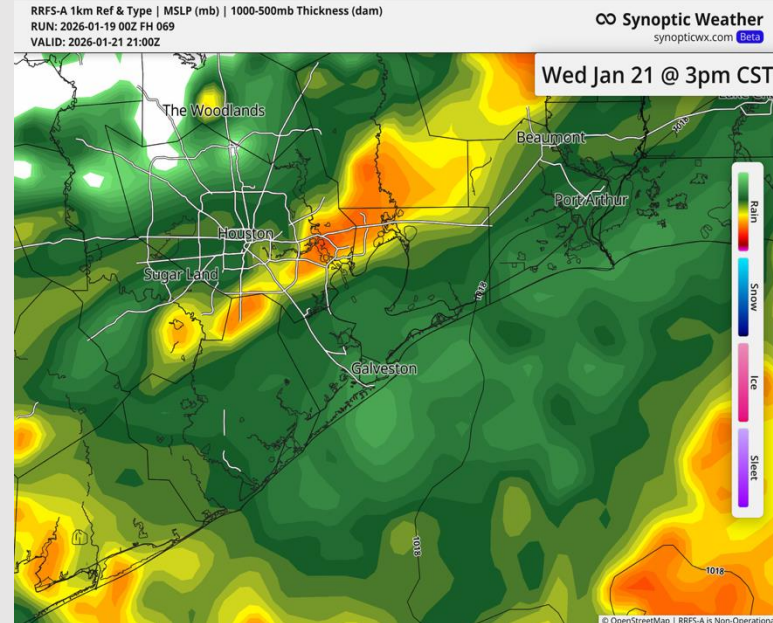 RRFS-A 1km Ref & Type | MSLP (mb) | 1000-500mb Thickness (dam)
RUN: 2026-01-19 00Z FH 069
VALID: 2026-01-21 21:00Z
Synoptic Weather
synopticwx.com Beta
Wed Jan 21 @ 3pm CST
The Woodlands
Beaumont
1018
Port Arthur
Houston
Sugar Land
1018
Galveston
1018
1018
Rain
Snow
Ice
Sleet
© OpenStreetMap | RRFS-A is Non-Operational